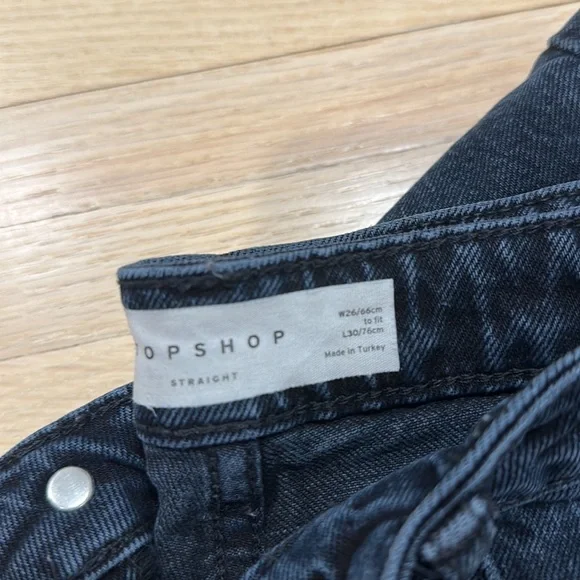 OPSHOP
STRAIGHT
W26/66cm
to fit
L30/76cm
Made in Turkey